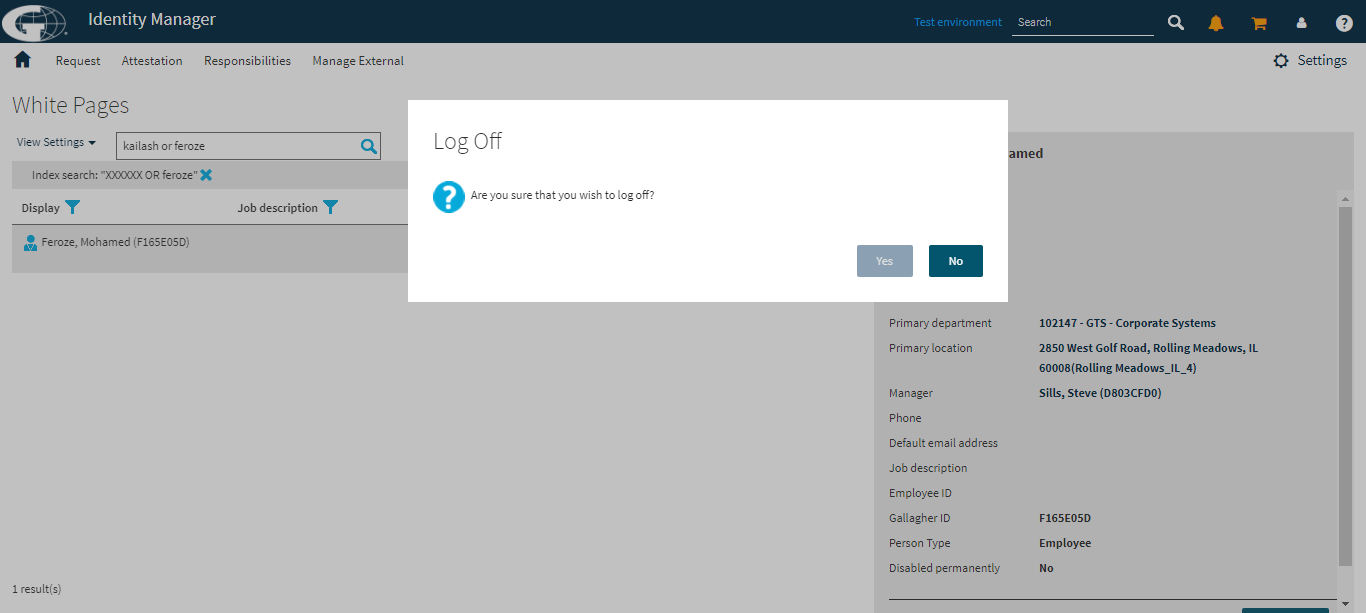 Identity Manager
Test environment
Search
Request
Attestation
Responsibilities
Manage External
Settings
White Pages
View Settings
kailash or feroze
Index search: "XXXXXX OR feroze"
Display
Job description
Feroze, Mohamed (F165E05D)
1 result(s)
Log Off
Are you sure that you wish to log off?
Yes
No
amed
Primary department
102147 - GTS - Corporate Systems
Primary location
2850 West Golf Road, Rolling Meadows, IL
60008(Rolling Meadows_IL_4)
Manager
Sills, Steve (D803CFD0)
Phone
Default email address
Job description
Employee ID
Gallagher ID
F165E05D
Person Type
Employee
Disabled permanently
No